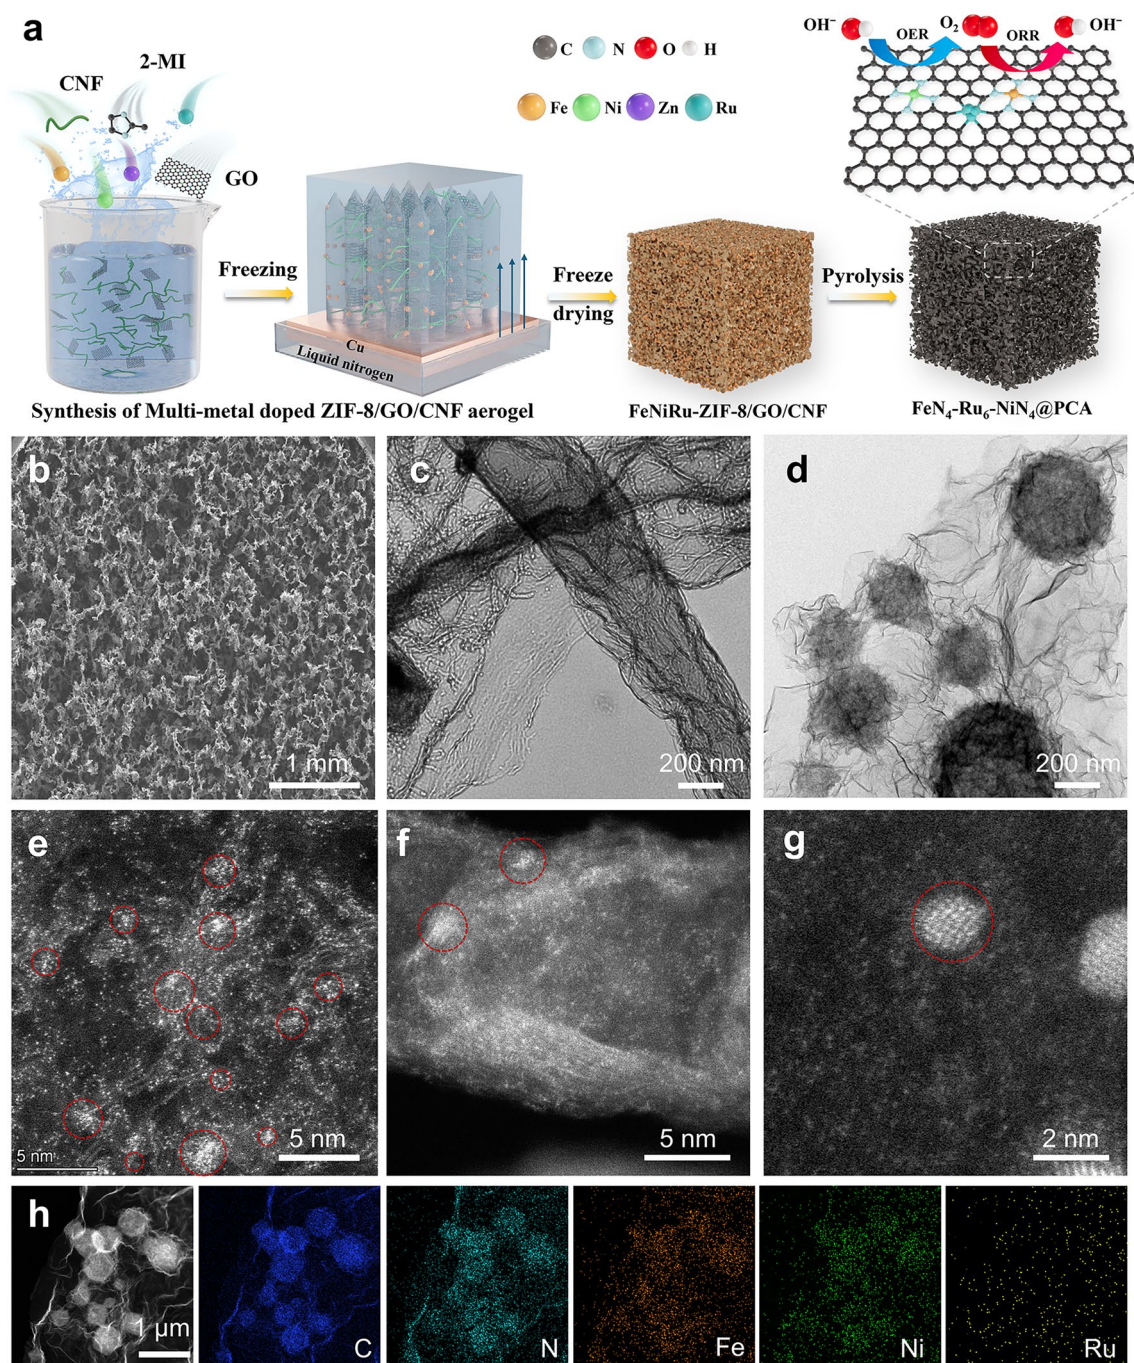 a
CNF
2-MI
GO
C N O H
Fe Ni Zn Ru
OH⁻ OER O₂ ORR OH⁻
Freezing
Cu
Liquid nitrogen
Freeze
drying
Pyrolysis
Synthesis of Multi-metal doped ZIF-8/GO/CNF aerogel
FeNiRu-ZIF-8/GO/CNF
FeN₄-Ru₆-NiN₄@PCA
b
1 mm
c
200 nm
d
200 nm
e
5 nm
5 nm
f
5 nm
g
2 nm
h
1 µm
C
N
Fe
Ni
Ru